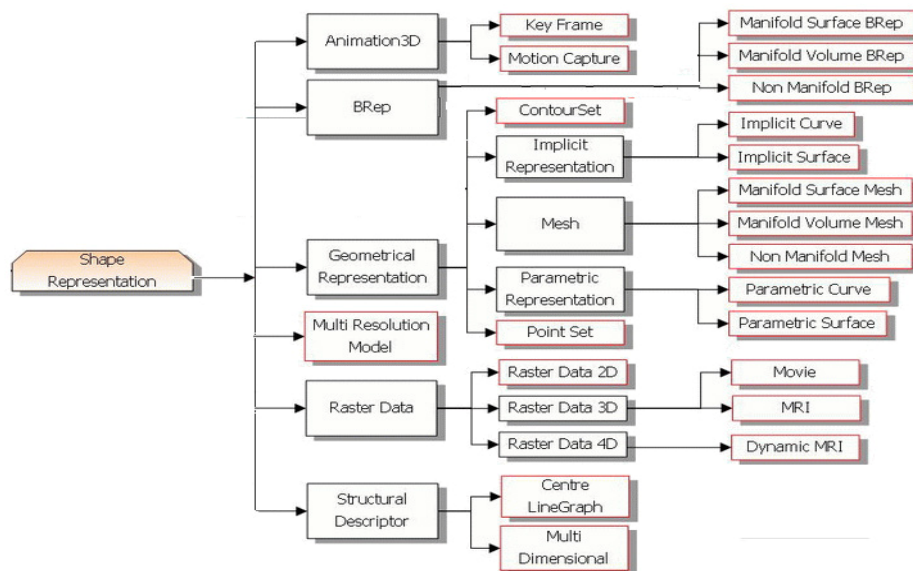 Shape
Representation
Animation3D
Key Frame
Motion Capture
BRep
Manifold Surface BRep
Manifold Volume BRep
Non Manifold BRep
Geometrical
Representation
ContourSet
Implicit
Representation
Implicit Curve
Implicit Surface
Mesh
Manifold Surface Mesh
Manifold Volume Mesh
Non Manifold Mesh
Parametric
Representation
Parametric Curve
Parametric Surface
Point Set
Multi Resolution
Model
Raster Data
Raster Data 2D
Raster Data 3D
Movie
MRI
Raster Data 4D
Dynamic MRI
Structural
Descriptor
Centre
LineGraph
Multi
Dimensional